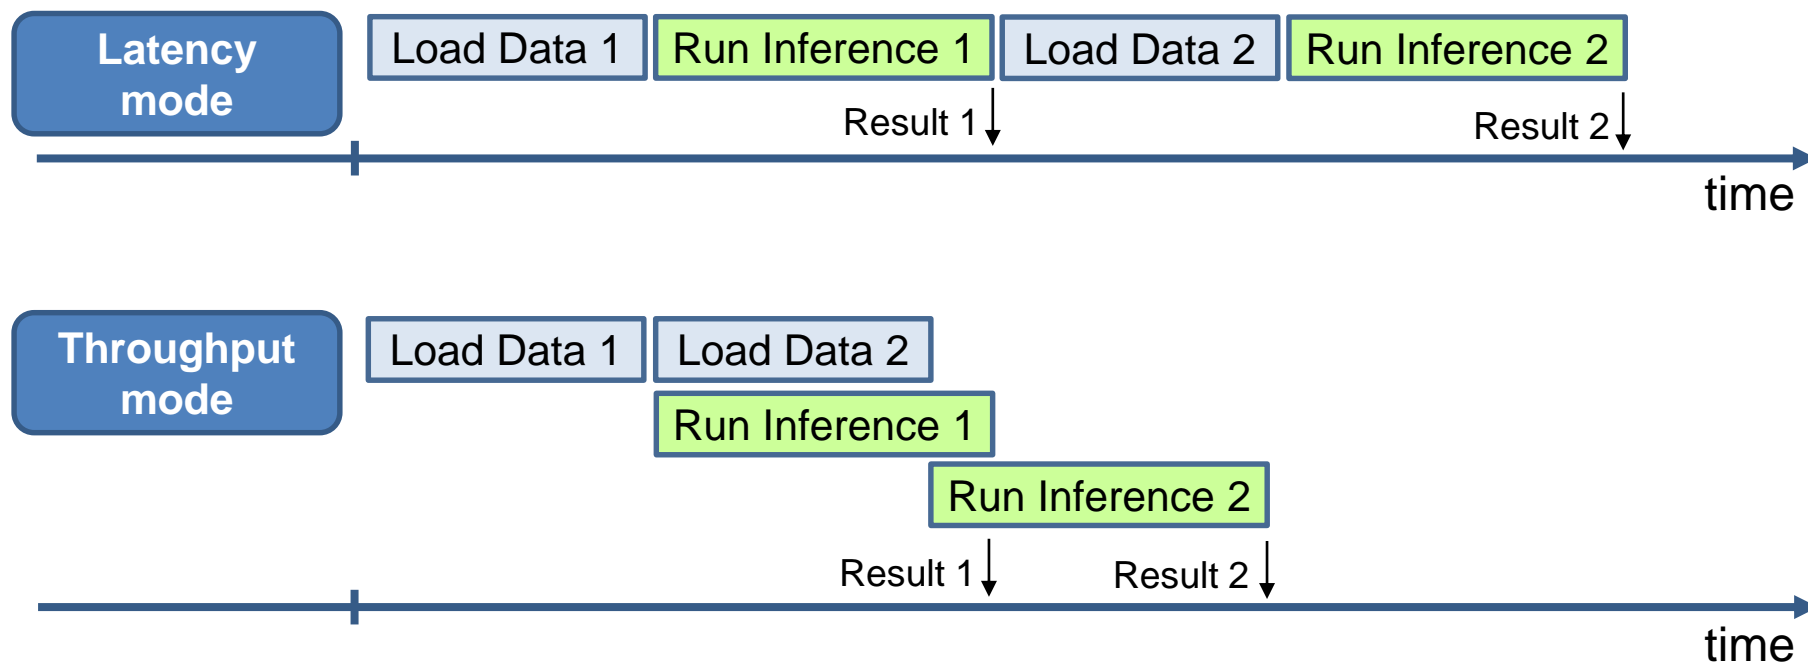 Latency
mode
Load Data 1
Run Inference 1
Load Data 2
Run Inference 2
Result 1
Result 2
time
Throughput
mode
Load Data 1
Load Data 2
Run Inference 1
Run Inference 2
Result 1
Result 2
time